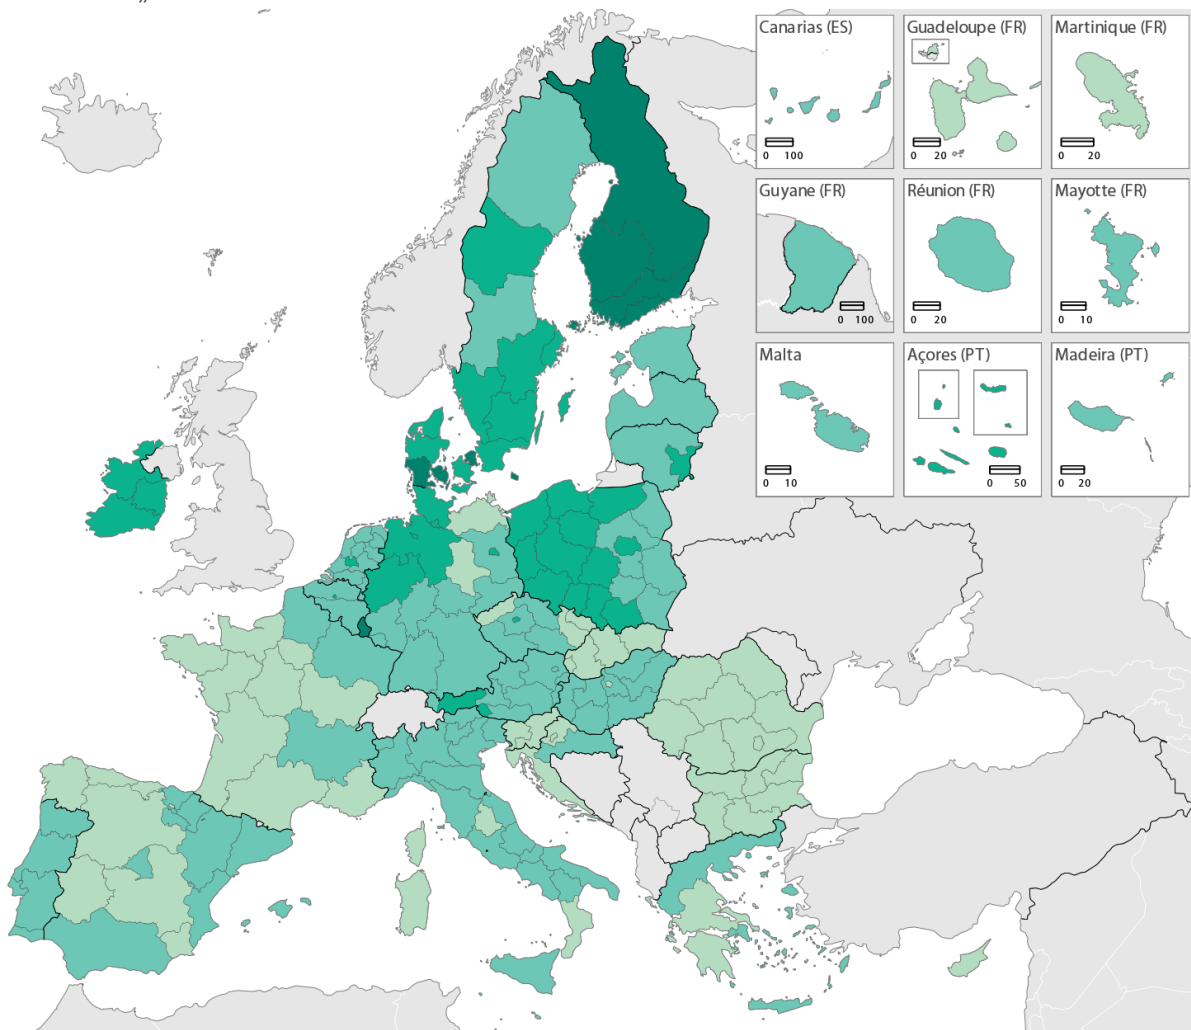 Canarias (ES)
0 100
Guadeloupe (FR)
0 20
Martinique (FR)
0 20
Guyane (FR)
0 100
Réunion (FR)
0 20
Mayotte (FR)
0 10
Malta
0 10
Açores (PT)
0 50
Madeira (PT)
0 20